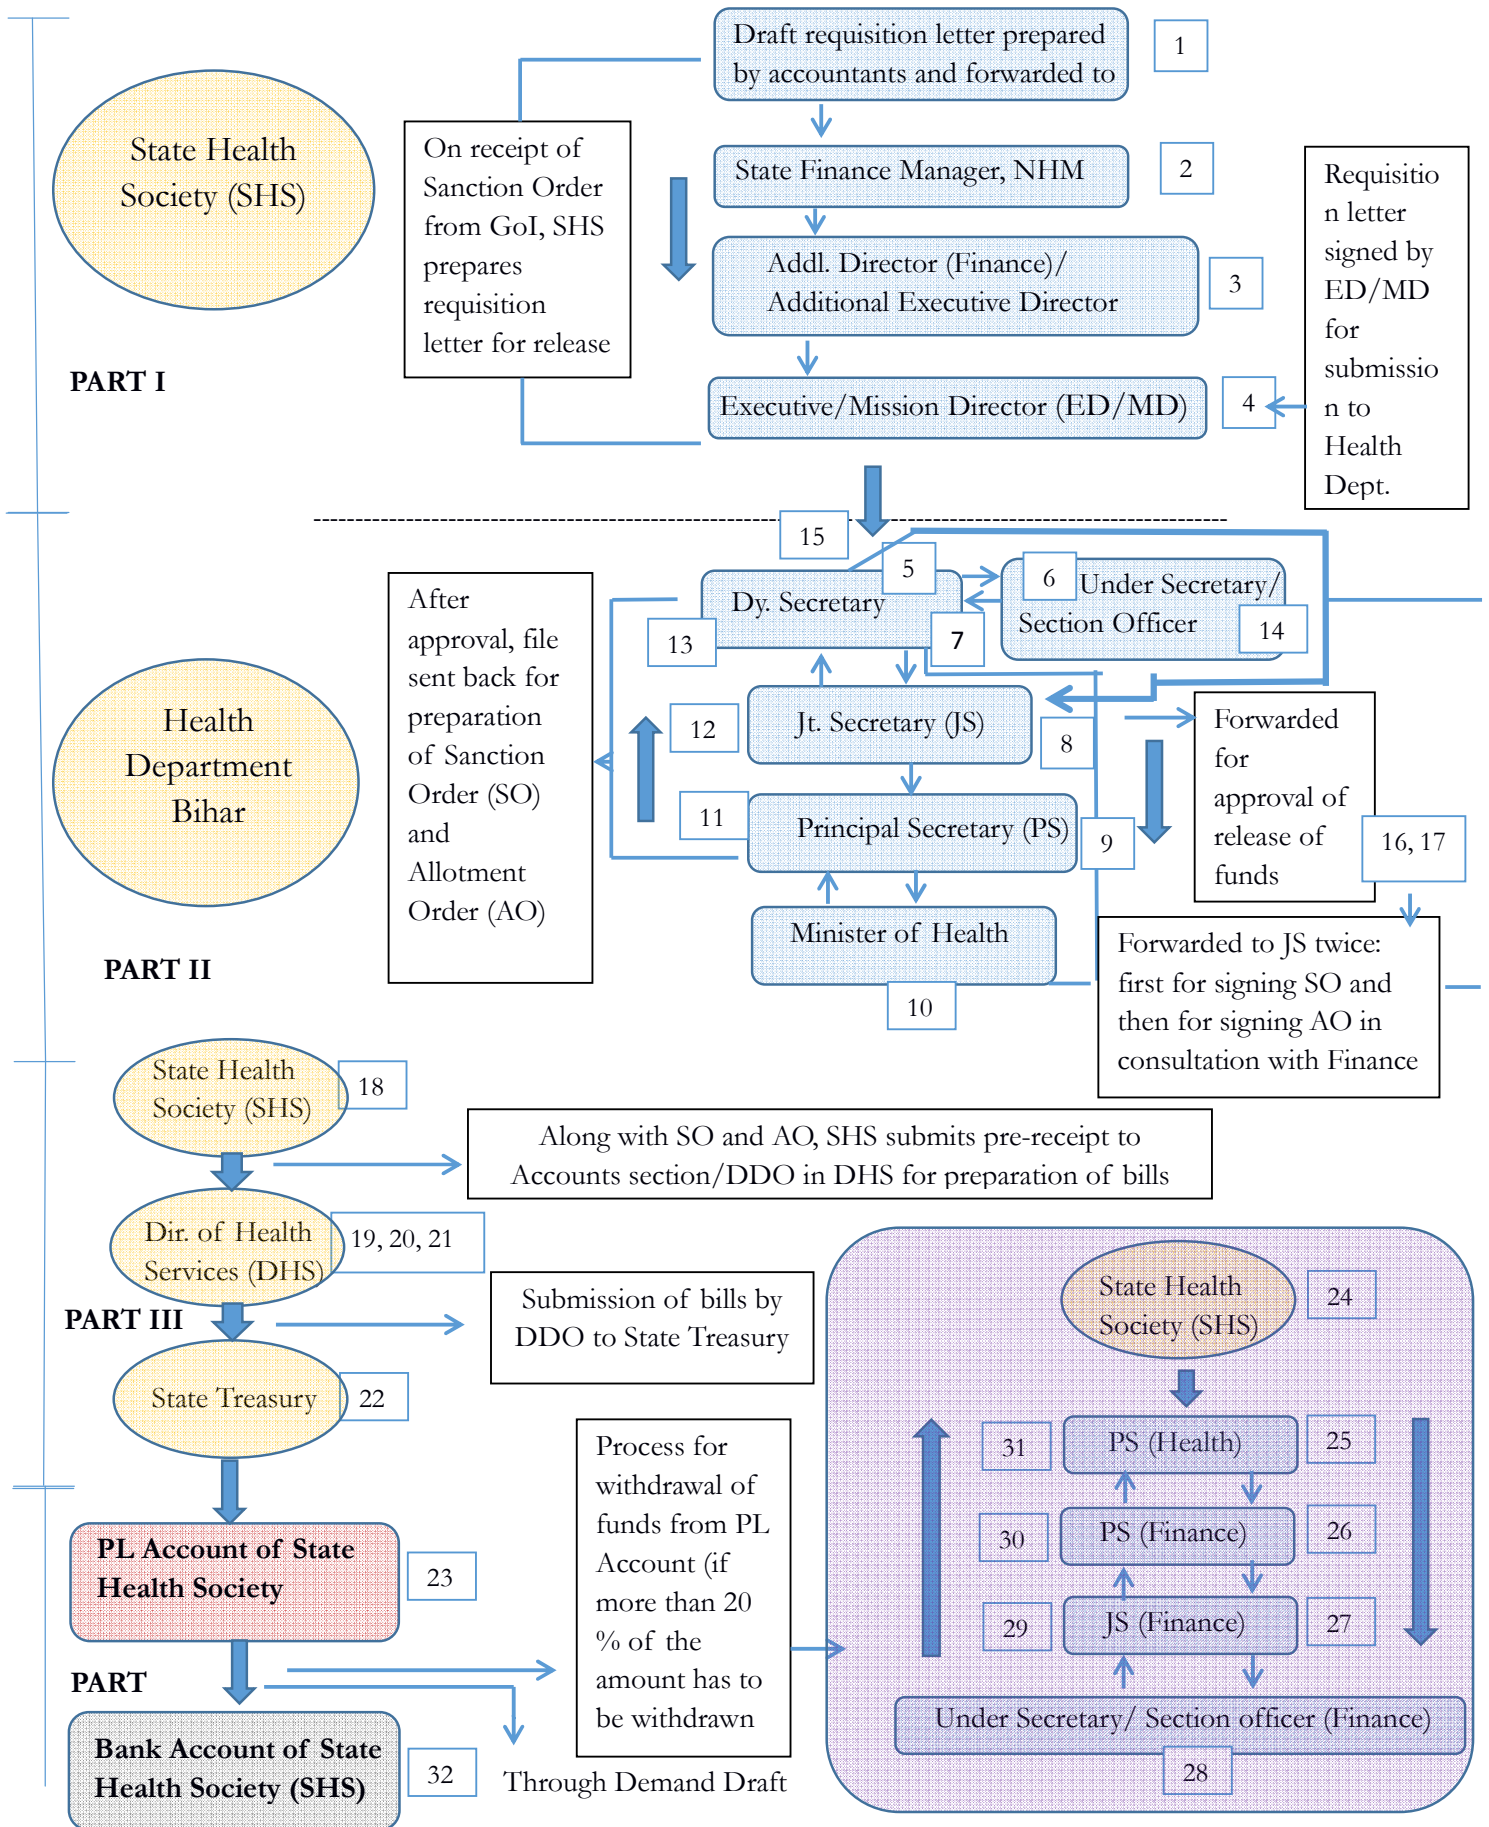 Draft requisition letter prepared
by accountants and forwarded to
1
State Health
Society (SHS)
On receipt of
Sanction Order
from GoI, SHS
prepares
requisition
letter for release
State Finance Manager, NHM
2
Addl. Director (Finance)/
Additional Executive Director
3
Executive/Mission Director (ED/MD)
4
Requisitio
n letter
signed by
ED/MD
for
submissio
n to
Health
Dept.
PART I
15
5
Dy. Secretary
13
7
6
Under Secretary/
Section Officer
14
After
approval, file
sent back for
preparation
of Sanction
Order (SO)
and
Allotment
Order (AO)
Health
Department
Bihar
12
Jt. Secretary (JS)
8
11
Principal Secretary (PS)
9
Minister of Health
10
Forwarded
for
approval of
release of
funds
16, 17
Forwarded to JS twice:
first for signing SO and
then for signing AO in
consultation with Finance
PART II
State Health
Society (SHS)
18
Along with SO and AO, SHS submits pre-receipt to
Accounts section/DDO in DHS for preparation of bills
Dir. of Health
Services (DHS)
19, 20, 21
PART III
Submission of bills by
DDO to State Treasury
State Treasury
22
PL Account of State
Health Society
23
PART
Bank Account of State
Health Society (SHS)
32
Through Demand Draft
Process for
withdrawal of
funds from PL
Account (if
more than 20
% of the
amount has to
be withdrawn
State Health
Society (SHS)
24
31
PS (Health)
25
30
PS (Finance)
26
29
JS (Finance)
27
Under Secretary/ Section officer (Finance)
28